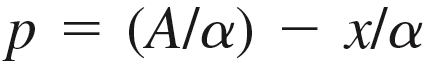 p = (A/α) − x/α